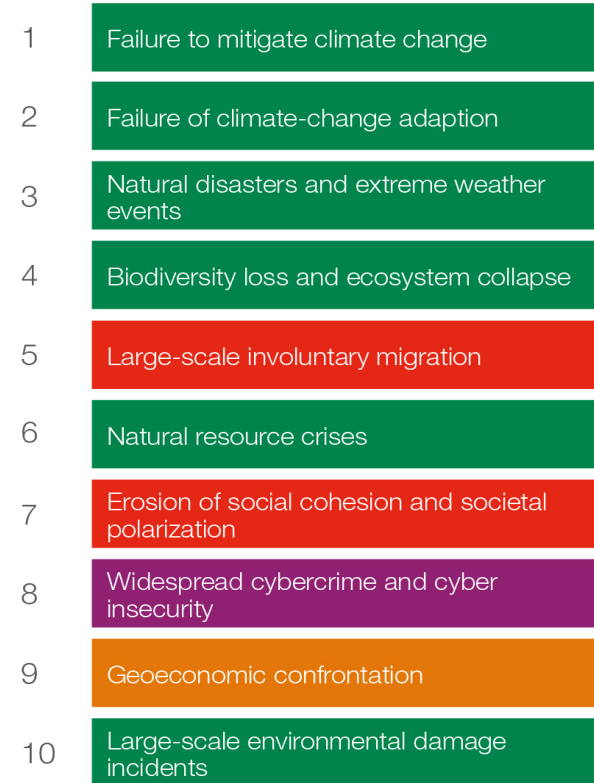 1
Failure to mitigate climate change
2
Failure of climate-change adaption
3
Natural disasters and extreme weather
events
4
Biodiversity loss and ecosystem collapse
5
Large-scale involuntary migration
6
Natural resource crises
7
Erosion of social cohesion and societal
polarization
8
Widespread cybercrime and cyber
insecurity
9
Geoeconomic confrontation
10
Large-scale environmental damage
incidents